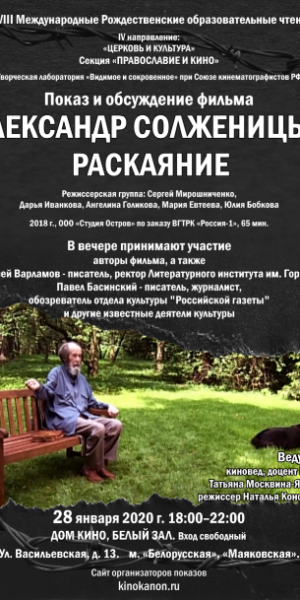 VIII Международные Рождественские образовательные чтен
IV направление:
«ЦЕРКОВЬ И КУЛЬТУРА»
Секция «ПРАВОСЛАВИЕ И КИНО»
Творческая лаборатория «Видимое и сокровенное» при Союзе кинематографистов РФ
Показ и обсуждение фильма
ЛЕКСАНДР СОЛЖЕНИЦЫ
РАСКАЯНИЕ
Режиссерская группа: Сергей Мирошниченко,
Дарья Иванкова, Ангелина Голикова, Мария Евтеева, Юлия Бобкова
2018 г., ООО «Студия Остров» по заказу ВГТРК «Россия-1», 65 мин.
В вечере принимают участие
авторы фильма, а также
ей Варламов - писатель, ректор Литературного института им. Гор
Павел Басинский - писатель, журналист,
обозреватель отдела культуры "Российской газеты"
и другие известные деятели культуры
Веду
киновед, доцент
Татьяна Москвина-Я
режиссер Наталья Коно
28 января 2020 г. 18:00–22:00
ДОМ КИНО, БЕЛЫЙ ЗАЛ. Вход свободный
Ул. Васильевская, д. 13. м. «Белорусская», «Маяковская».
Сайт организаторов показов
kinokanon.ru